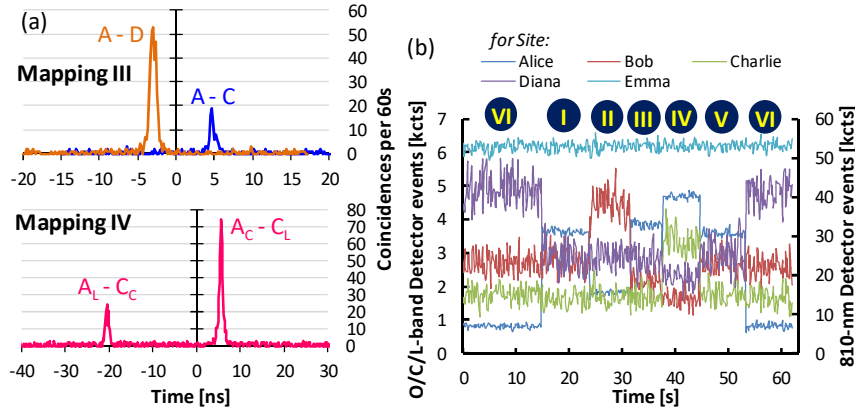 (a)
A - D
Mapping III
A - C
60
50
40
30
20
10
0
-20 -15 -10 -5 0 5 10 15 20
Mapping IV
A_C - C_L
A_L - C_C
80
70
60
50
40
30
20
10
0
-40 -30 -20 -10 0 10 20 30
Time [ns]
Coincidences per 60s
(b)
for Site:
Alice Bob Charlie
Diana Emma
VI I II III IV V VI
7
6
5
4
3
2
1
0
O/C/L-band Detector events [kcts]
0 10 20 30 40 50 60
Time [s]
60
50
40
30
20
10
0
810-nm Detector events [kcts]